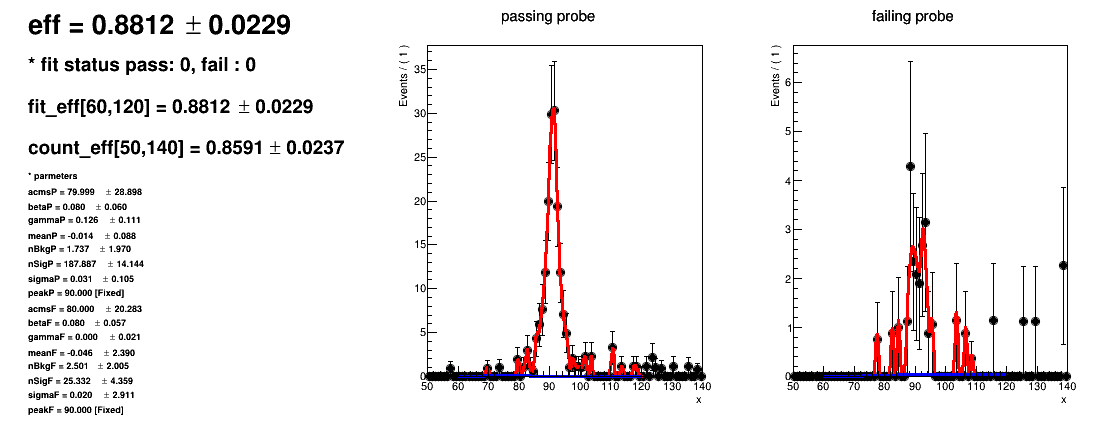 eff = 0.8812 ± 0.0229
* fit status pass: 0, fail : 0
fit_eff[60,120] = 0.8812 ± 0.0229
count_eff[50,140] = 0.8591 ± 0.0237
* parmeters
acmsP = 79.999 ± 28.898
betaP = 0.080 ± 0.060
gammaP = 0.126 ± 0.111
meanP = -0.014 ± 0.088
nBkgP = 1.737 ± 1.970
nSigP = 187.887 ± 14.144
sigmaP = 0.031 ± 0.105
peakP = 90.000 [Fixed]
acmsF = 80.000 ± 20.283
betaF = 0.080 ± 0.057
gammaF = 0.000 ± 0.021
meanF = -0.046 ± 2.390
nBkgF = 2.501 ± 2.005
nSigF = 25.332 ± 4.359
sigmaF = 0.020 ± 2.911
peakF = 90.000 [Fixed]
passing probe
Events / ( 1 )
35
30
25
20
15
10
5
0
50 60 70 80 90 100 110 120 130 140
x
failing probe
Events / ( 1 )
6
5
4
3
2
1
0
50 60 70 80 90 100 110 120 130 140
x